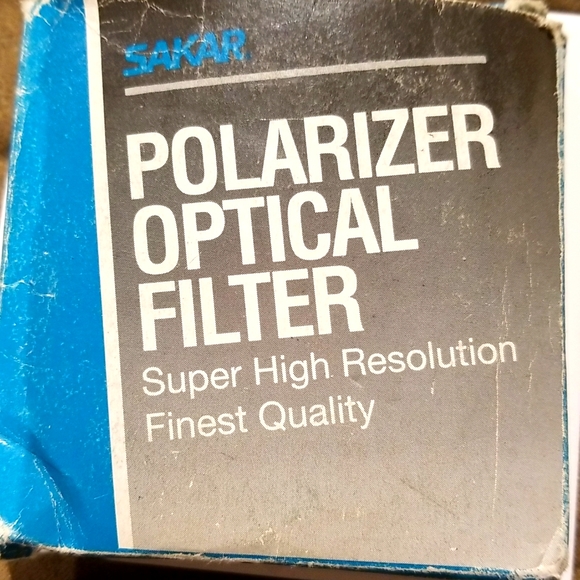 SAKAR
POLARIZER
OPTICAL
FILTER
Super High Resolution
Finest Quality